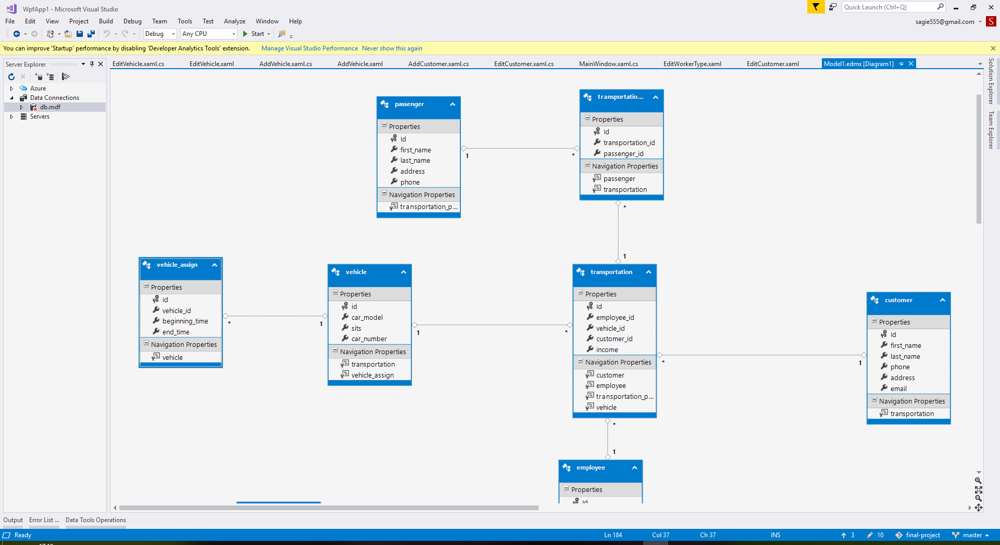 WpfApp1 - Microsoft Visual Studio
Quick Launch (Ctrl+Q)
File Edit View Project Build Debug Team Tools Test Analyze Window Help
sagie555@gmail.com S
Debug Any CPU Start
You can improve 'Startup' performance by disabling 'Developer Analytics Tools' extension. Manage Visual Studio Performance Never show this again
Server Explorer
EditVehicle.xaml.cs EditVehicle.xaml AddVehicle.xaml.cs AddVehicle.xaml AddCustomer.xaml.cs EditCustomer.xaml.cs MainWindow.xaml.cs EditWorkerType.xaml EditCustomer.xaml Model1.edmx [Diagram1]
Solution Explorer
Team Explorer
Azure
Data Connections
db.mdf
Servers
passenger
Properties
Id
first_name
last_name
address
phone
Navigation Properties
transportation_p...
1
*
transportatio...
Properties
Id
transportation_id
passenger_id
Navigation Properties
passenger
transportation
*
1
vehicle_assign
Properties
Id
vehicle_id
beginning_time
end_time
Navigation Properties
vehicle
*
1
vehicle
Properties
id
car_model
sits
car_number
Navigation Properties
transportation
vehicle_assign
1
*
transportation
Properties
Id
employee_id
vehicle_id
customer_id
income
Navigation Properties
customer
employee
transportation_p...
vehicle
*
1
customer
Properties
Id
first_name
last_name
phone
address
email
Navigation Properties
transportation
*
1
employee
Properties
Id
Output Error List ... Data Tools Operations
Ready Ln 184 Col 37 Ch 37 INS 3 10 final-project master